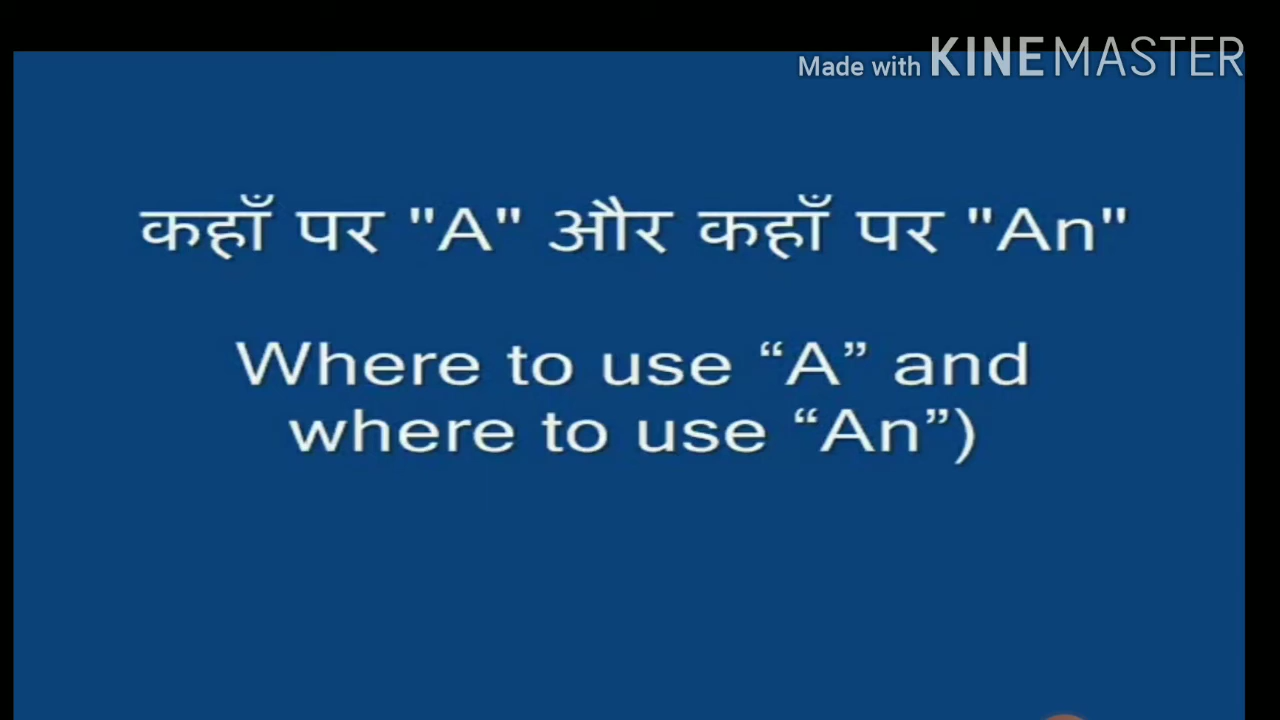 Made with KINEMASTER
कहाँ पर "A" और कहाँ पर "An"
Where to use “A” and
where to use “An”)